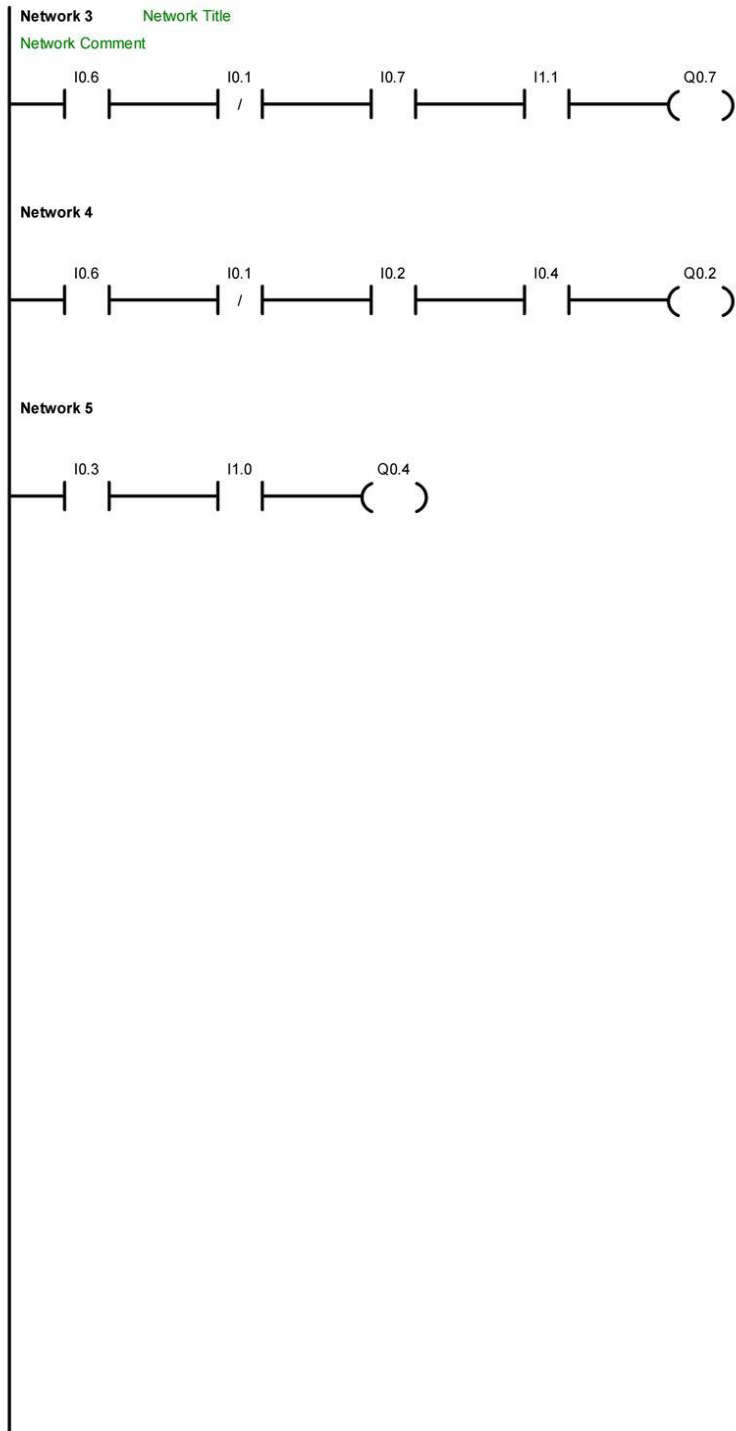 Network 3 Network Title
Network Comment
I0.6 I0.1 I0.7 I1.1 Q0.7
/
Network 4
I0.6 I0.1 I0.2 I0.4 Q0.2
/
Network 5
I0.3 I1.0 Q0.4